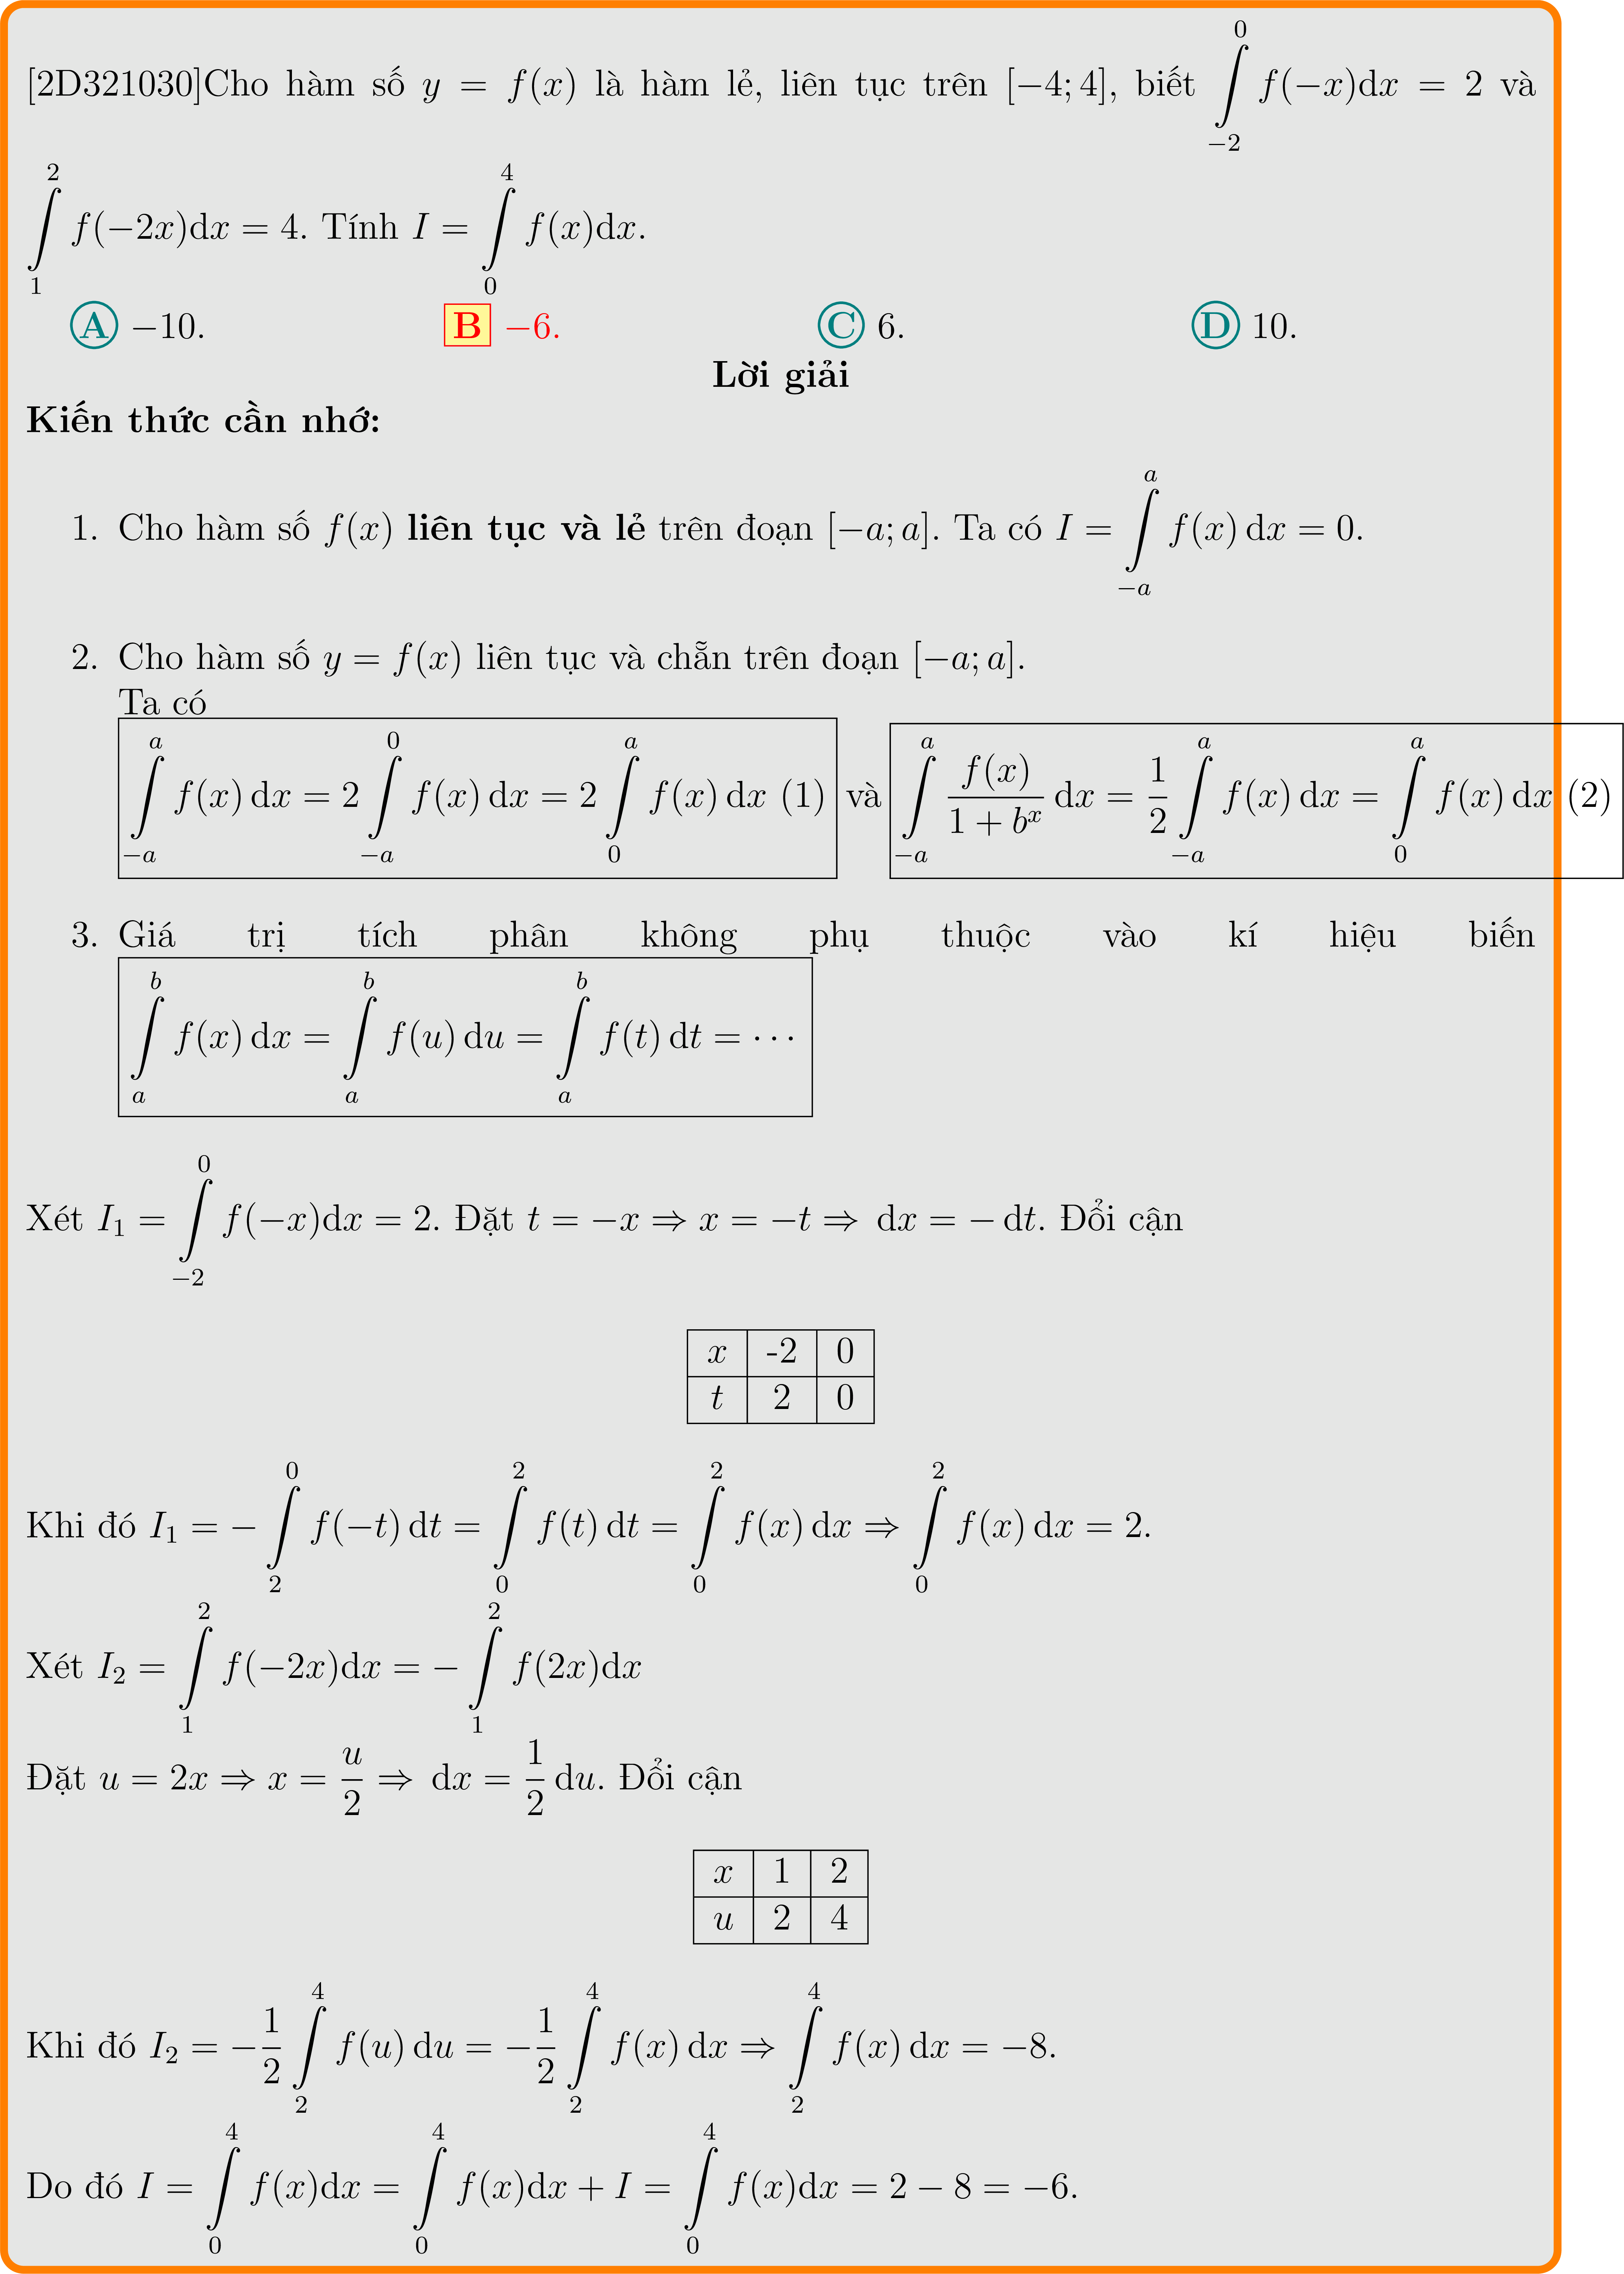 [2D321030]Cho hàm số $y = f(x)$ là hàm lẻ, liên tục trên $[-4; 4]$, biết $\int\limits_{-2}^{0} f(-x)\mathrm{d}x = 2$ và
$\int\limits_{1}^{2} f(-2x)\mathrm{d}x = 4$. Tính $I = \int\limits_{0}^{4} f(x)\mathrm{d}x$.
A −10. B −6. C 6. D 10.
Lời giải
Kiến thức cần nhớ:
1. Cho hàm số $f(x)$ liên tục và lẻ trên đoạn $[-a; a]$. Ta có $I = \int\limits_{-a}^{a} f(x)\,\mathrm{d}x = 0$.
2. Cho hàm số $y = f(x)$ liên tục và chẵn trên đoạn $[-a; a]$.
Ta có
$\int\limits_{-a}^{a} f(x)\,\mathrm{d}x = 2\int\limits_{-a}^{0} f(x)\,\mathrm{d}x = 2\int\limits_{0}^{a} f(x)\,\mathrm{d}x$ (1) và $\int\limits_{-a}^{a} \frac{f(x)}{1+b^x}\,\mathrm{d}x = \frac{1}{2}\int\limits_{-a}^{a} f(x)\,\mathrm{d}x = \int\limits_{0}^{a} f(x)\,\mathrm{d}x$ (2)
3. Giá trị tích phân không phụ thuộc vào kí hiệu biến
$\int\limits_{a}^{b} f(x)\,\mathrm{d}x = \int\limits_{a}^{b} f(u)\,\mathrm{d}u = \int\limits_{a}^{b} f(t)\,\mathrm{d}t = \cdots$
Xét $I_1 = \int\limits_{-2}^{0} f(-x)\mathrm{d}x = 2$. Đặt $t = -x \Rightarrow x = -t \Rightarrow \mathrm{d}x = -\,\mathrm{d}t$. Đổi cận
$x$ -2 0
$t$ 2 0
Khi đó $I_1 = -\int\limits_{2}^{0} f(-t)\,\mathrm{d}t = \int\limits_{0}^{2} f(t)\,\mathrm{d}t = \int\limits_{0}^{2} f(x)\,\mathrm{d}x \Rightarrow \int\limits_{0}^{2} f(x)\,\mathrm{d}x = 2$.
Xét $I_2 = \int\limits_{1}^{2} f(-2x)\mathrm{d}x = -\int\limits_{1}^{2} f(2x)\mathrm{d}x$
Đặt $u = 2x \Rightarrow x = \frac{u}{2} \Rightarrow \mathrm{d}x = \frac{1}{2}\,\mathrm{d}u$. Đổi cận
$x$ 1 2
$u$ 2 4
Khi đó $I_2 = -\frac{1}{2}\int\limits_{2}^{4} f(u)\,\mathrm{d}u = -\frac{1}{2}\int\limits_{2}^{4} f(x)\,\mathrm{d}x \Rightarrow \int\limits_{2}^{4} f(x)\,\mathrm{d}x = -8$.
Do đó $I = \int\limits_{0}^{4} f(x)\mathrm{d}x = \int\limits_{0}^{4} f(x)\mathrm{d}x + I = \int\limits_{0}^{4} f(x)\mathrm{d}x = 2 - 8 = -6$.